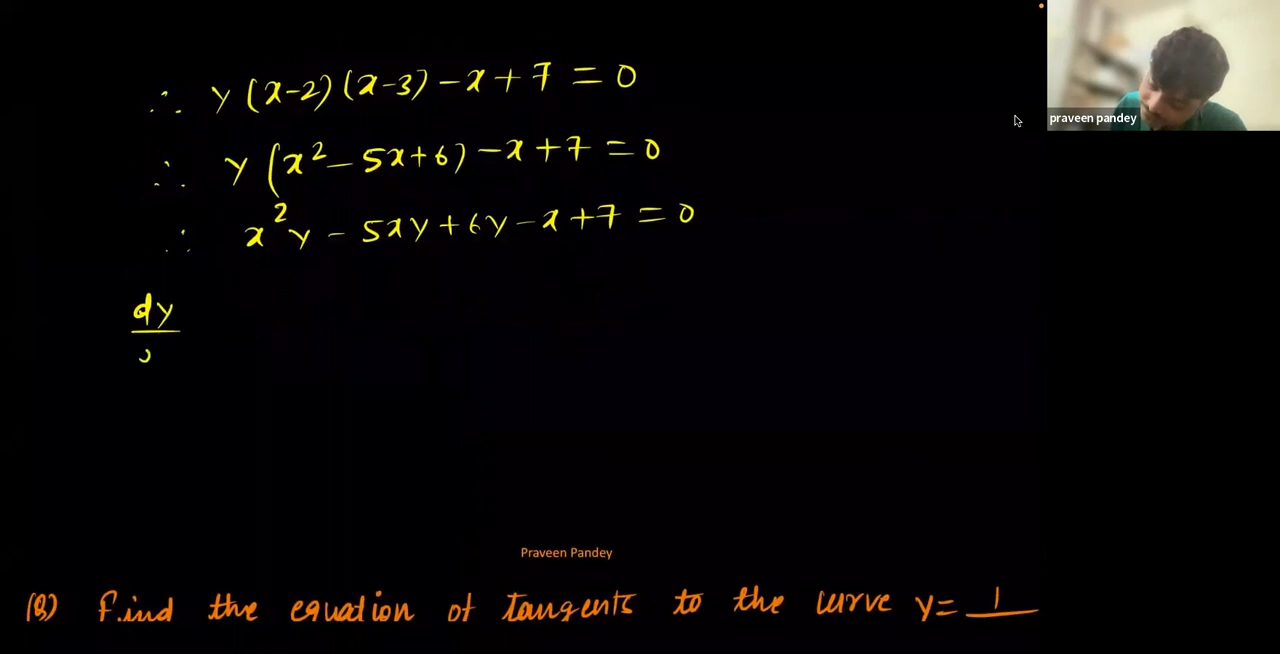 ∴ y(x-2)(x-3)-x+7=0
praveen pandey
∴ y(x²-5x+6)-x+7=0
∴ x²y-5xy+6y-x+7=0
dy
Praveen Pandey
(Q) Find the equation of tangents to the curve y= 1